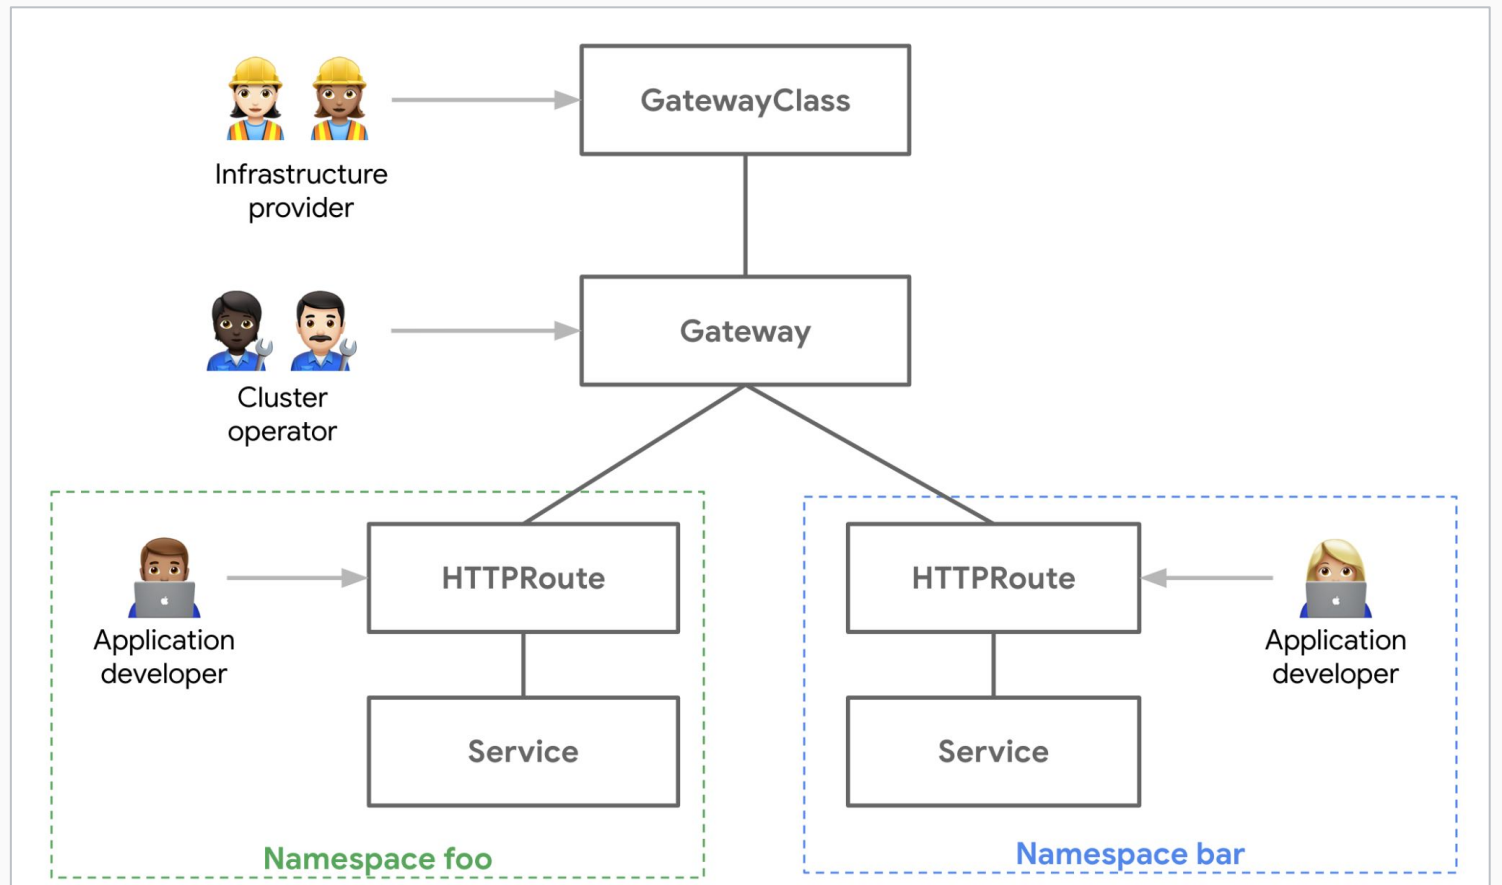 GatewayClass
Infrastructure
provider
Gateway
Cluster
operator
HTTPRoute
Application
developer
Service
Namespace foo
HTTPRoute
Application
developer
Service
Namespace bar